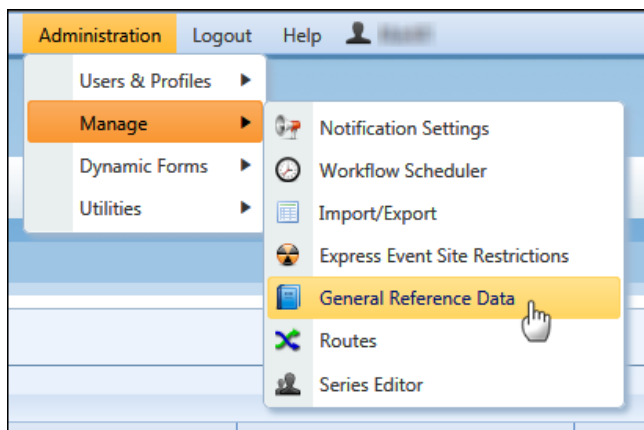 Administration Logout Help
Users & Profiles
Manage
Dynamic Forms
Utilities
Notification Settings
Workflow Scheduler
Import/Export
Express Event Site Restrictions
General Reference Data
Routes
Series Editor